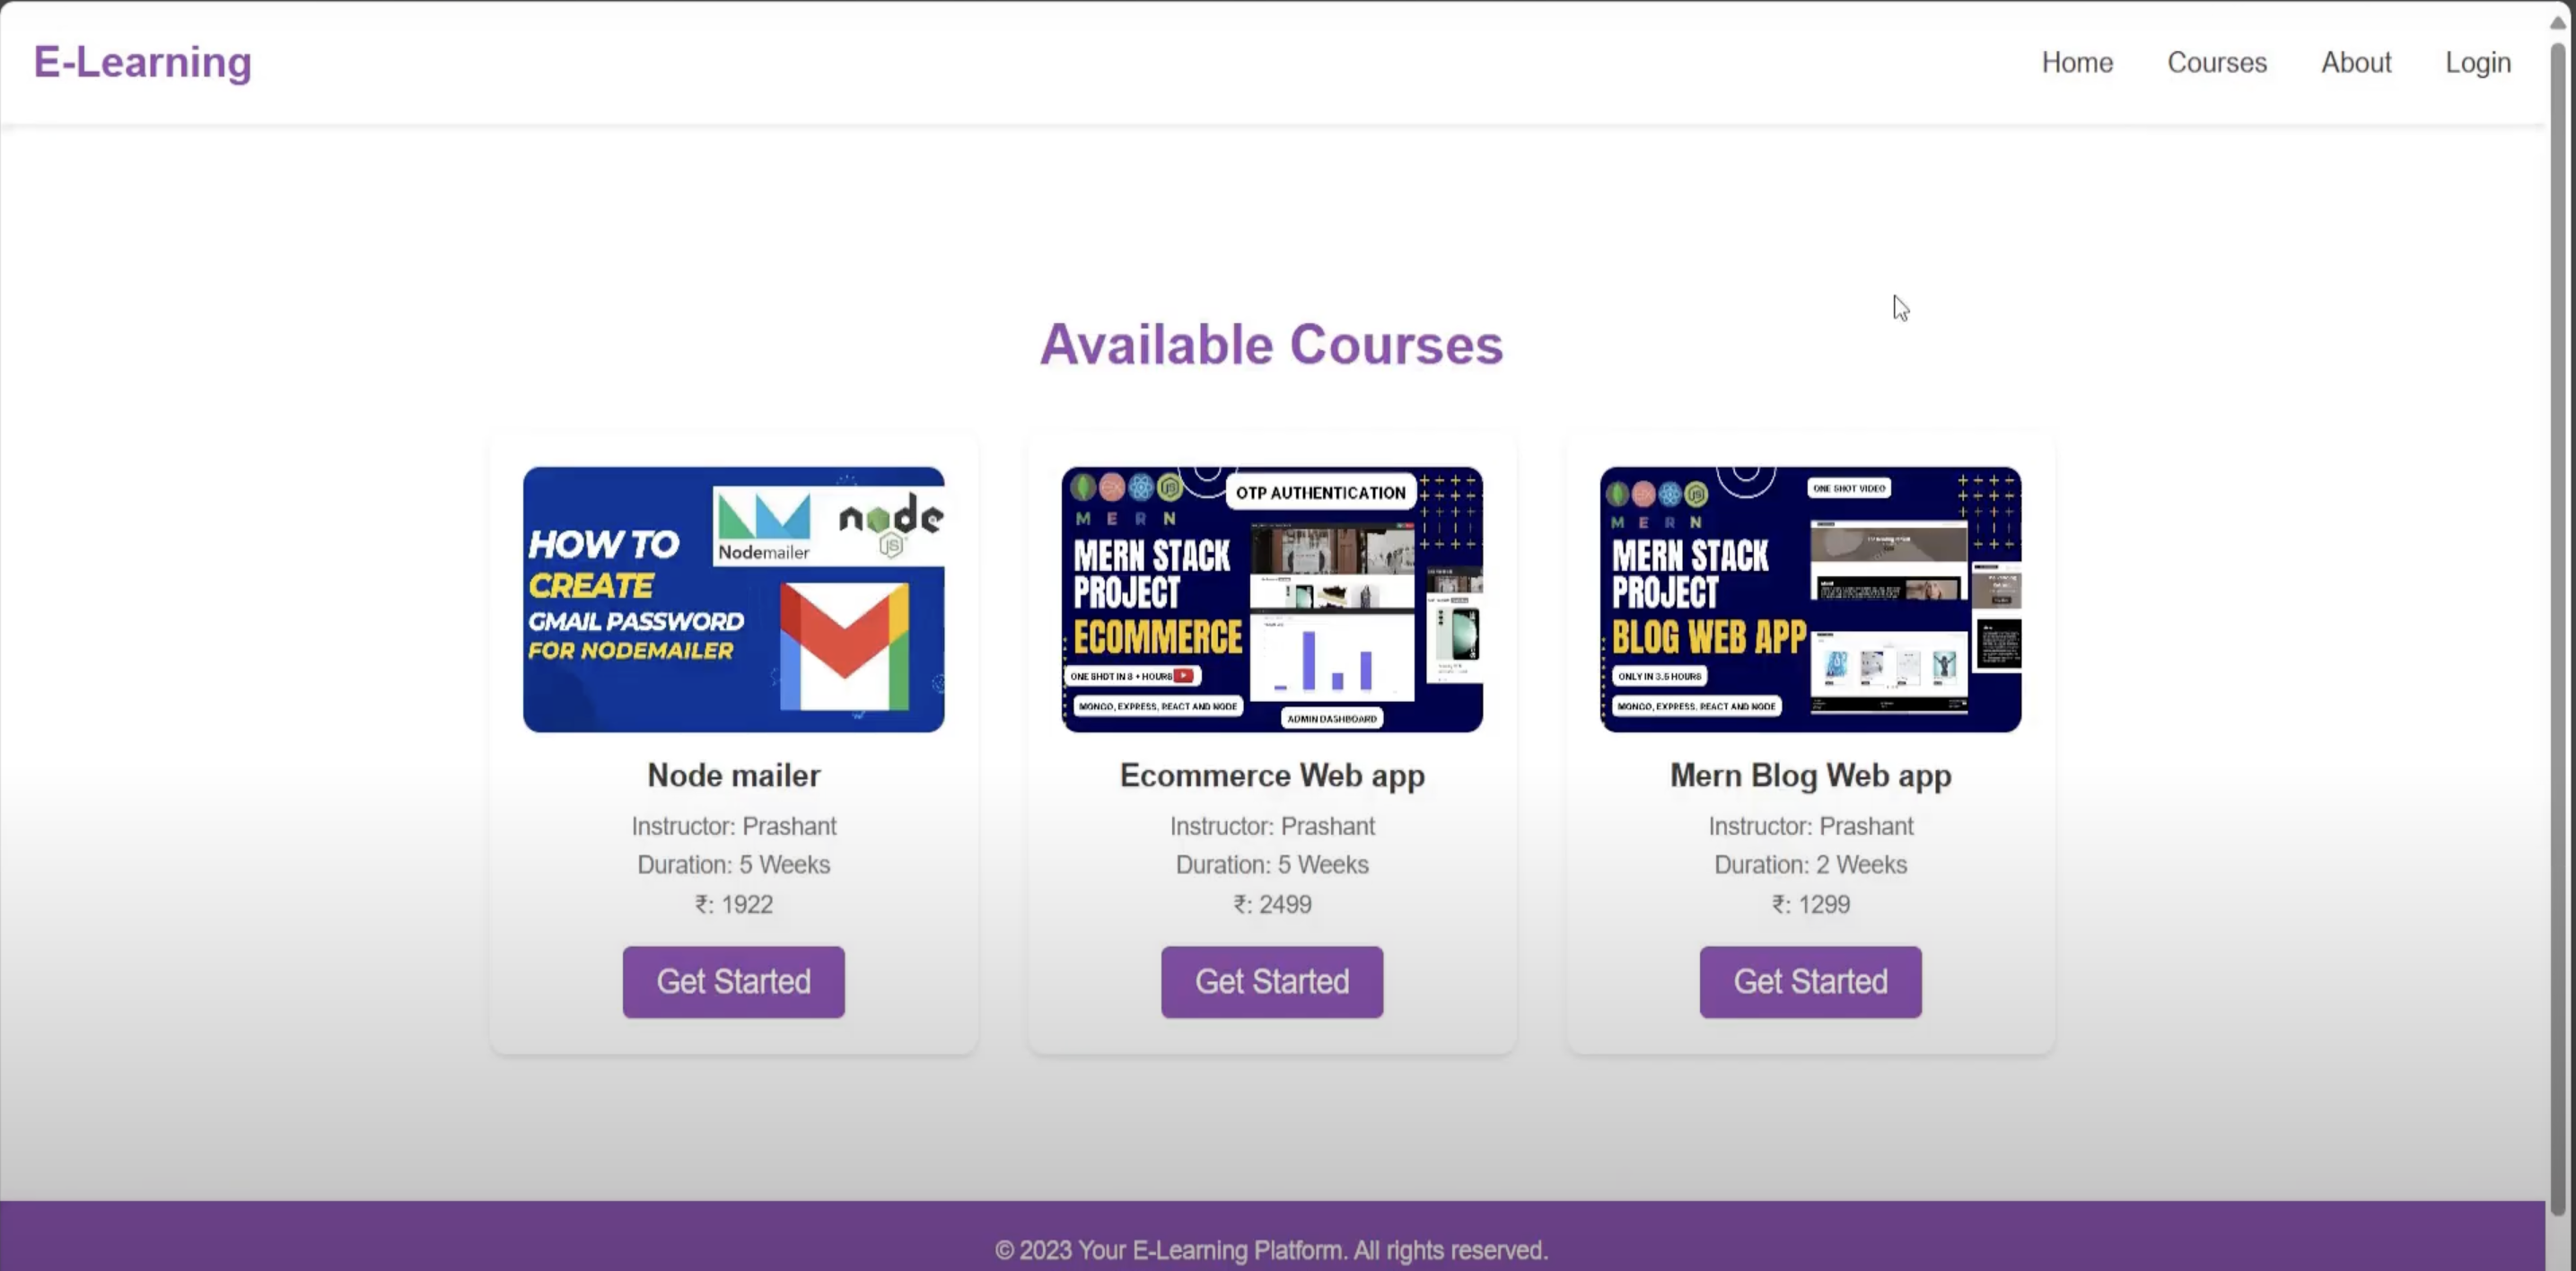 E-Learning
Home Courses About Login
Available Courses
HOW TO
CREATE
GMAIL PASSWORD
FOR NODEMAILER
Nodemailer
node
JS
MERN
OTP AUTHENTICATION
MERN STACK
PROJECT
ECOMMERCE
ONE SHOT IN 8 + HOURS
MONGO, EXPRESS, REACT AND NODE
ADMIN DASHBOARD
MERN
ONE SHOT VIDEO
MERN STACK
PROJECT
BLOG WEB APP
ONLY IN 3.5 HOURS
MONGO, EXPRESS, REACT AND NODE
Node mailer
Instructor: Prashant
Duration: 5 Weeks
₹: 1922
Get Started
Ecommerce Web app
Instructor: Prashant
Duration: 5 Weeks
₹: 2499
Get Started
Mern Blog Web app
Instructor: Prashant
Duration: 2 Weeks
₹: 1299
Get Started
© 2023 Your E-Learning Platform. All rights reserved.